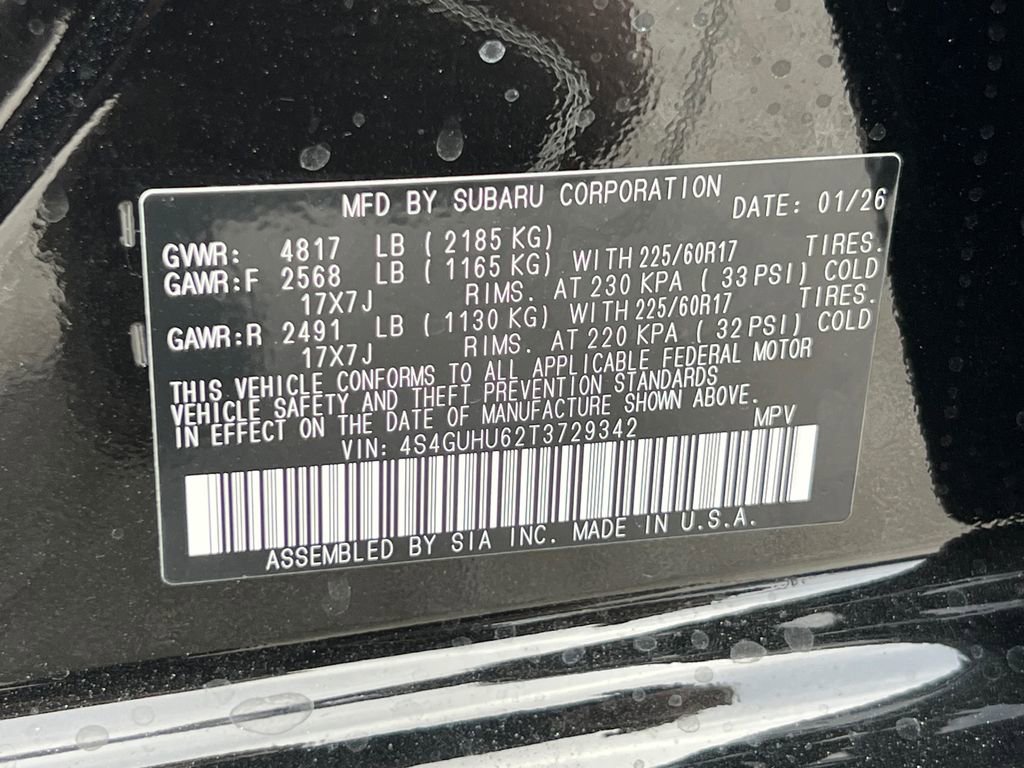 MFD BY SUBARU CORPORATION DATE: 01/26
GVWR: 4817 LB ( 2185 KG)
GAWR:F 2568 LB ( 1165 KG) WITH 225/60R17 TIRES.
17X7J RIMS. AT 230 KPA ( 33 PSI) COLD
GAWR:R 2491 LB ( 1130 KG) WITH 225/60R17 TIRES.
17X7J RIMS. AT 220 KPA ( 32 PSI) COLD
THIS VEHICLE CONFORMS TO ALL APPLICABLE FEDERAL MOTOR
VEHICLE SAFETY AND THEFT PREVENTION STANDARDS
IN EFFECT ON THE DATE OF MANUFACTURE SHOWN ABOVE.
VIN: 4S4GUHU62T3729342 MPV
ASSEMBLED BY SIA INC. MADE IN U.S.A.